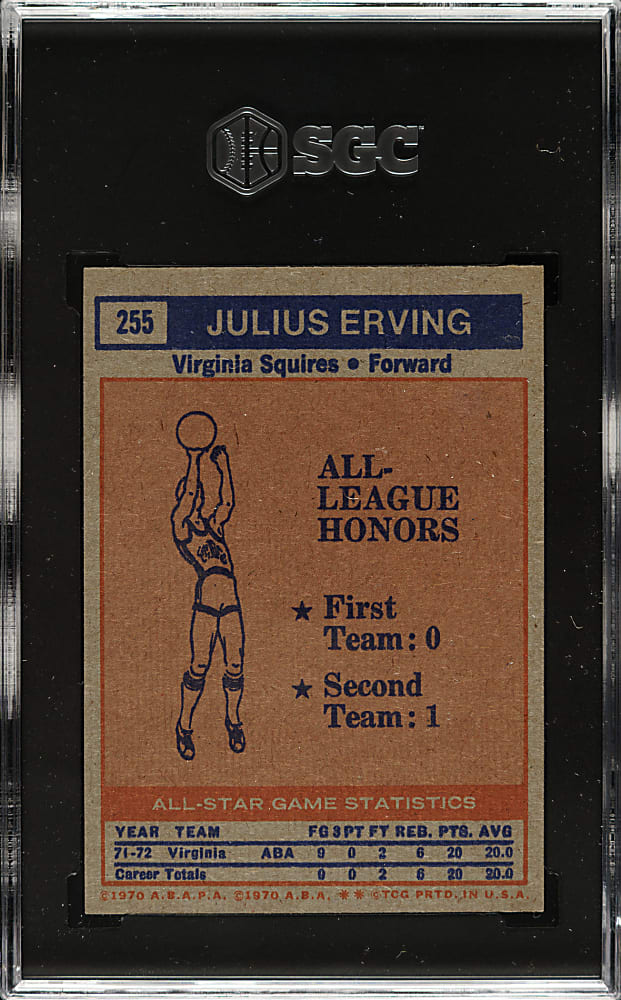 SGC
255 JULIUS ERVING
Virginia Squires • Forward
ALL-
LEAGUE
HONORS
★ First
Team: 0
★ Second
Team: 1
ALL-STAR GAME STATISTICS
YEAR TEAM FG 3PT FT REB. PTS. AVG
71-72 Virginia ABA 9 0 2 6 20 20.0
Career Totals 9 0 2 6 20 20.0
©1970 A.B.A.P.A. ©1970 A.B.A. ** ©TCG PRTD. IN U.S.A.